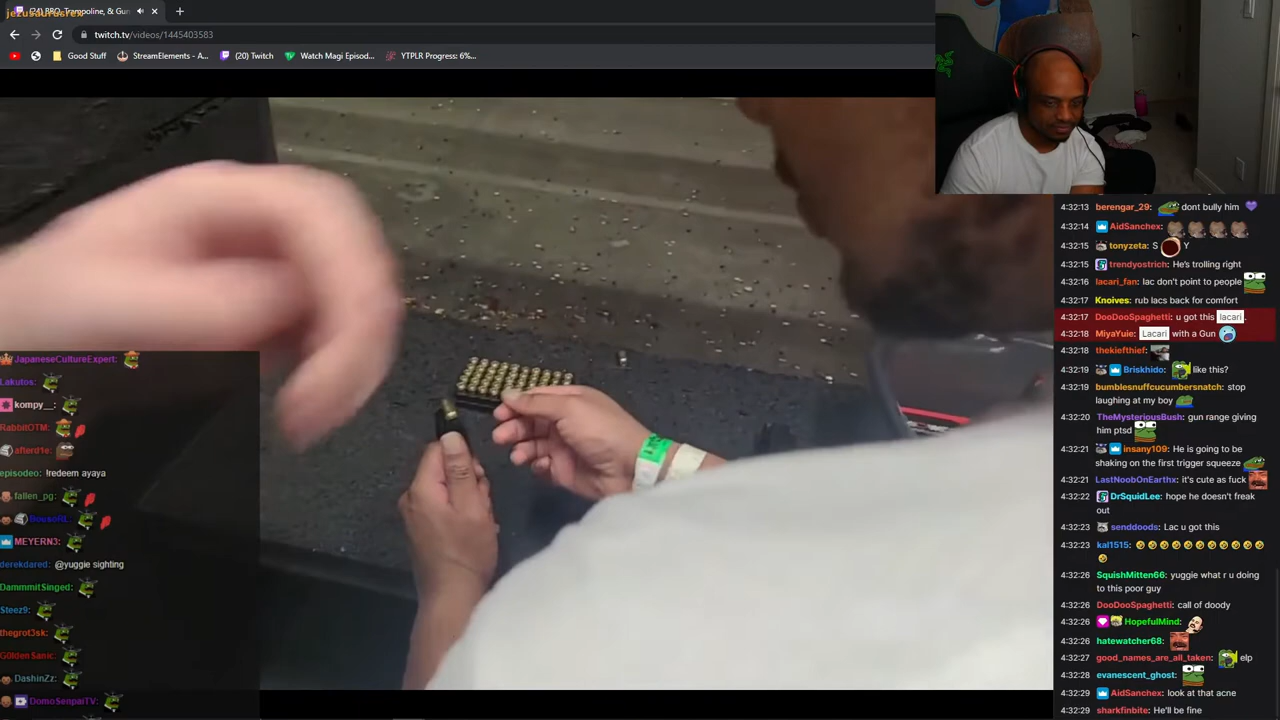 (24) BBQ, Trampoline, & Gun
jerusaurusrex
twitch.tv/videos/1445403583
Good Stuff
StreamElements - A...
(20) Twitch
Watch Magi Episod...
YTPLR Progress: 6%...
JapaneseCultureExpert:
Lakutos:
kompy__:
RabbitOTM:
afterd1e:
episodeo: !redeem ayaya
fallen_pg:
MEYERN3:
derekdared: @yuggie sighting
DammmitSinged:
Steez9:
thegrot3sk:
G0ldenSanic:
DashinZz:
DomoSenpaiTV:
4:32:13 berengar_29: dont bully him
4:32:14 AidSanchex:
4:32:15 tonyzeta: S Y
4:32:15 trendyostrich: He's trolling right
4:32:16 lacari_fan: lac don't point to people
4:32:17 Knoives: rub lacs back for comfort
4:32:17 DooDooSpaghetti: u got this lacari
4:32:18 MiyaYuie: Lacari with a Gun
4:32:18 thekiefthief:
4:32:19 Briskhido: like this?
4:32:19 bumblesnuffcucumbersnatch: stop
laughing at my boy
4:32:20 TheMysteriousBush: gun range giving
him ptsd
4:32:21 insany109: He is going to be
shaking on the first trigger squeeze
4:32:21 LastNoobOnEarthx: it's cute as fuck
4:32:22 DrSquidLee: hope he doesn't freak
out
4:32:23 senddoods: Lac u got this
4:32:23 kal1515:
4:32:26 SquishMitten66: yuggie what r u doing
to this poor guy
4:32:26 DooDooSpaghetti: call of doody
4:32:26 HopefulMind:
4:32:26 hatewatcher68:
4:32:27 good_names_are_all_taken: elp
4:32:28 evanescent_ghost:
4:32:29 AidSanchex: look at that acne
4:32:29 sharkfinbite: He'll be fine